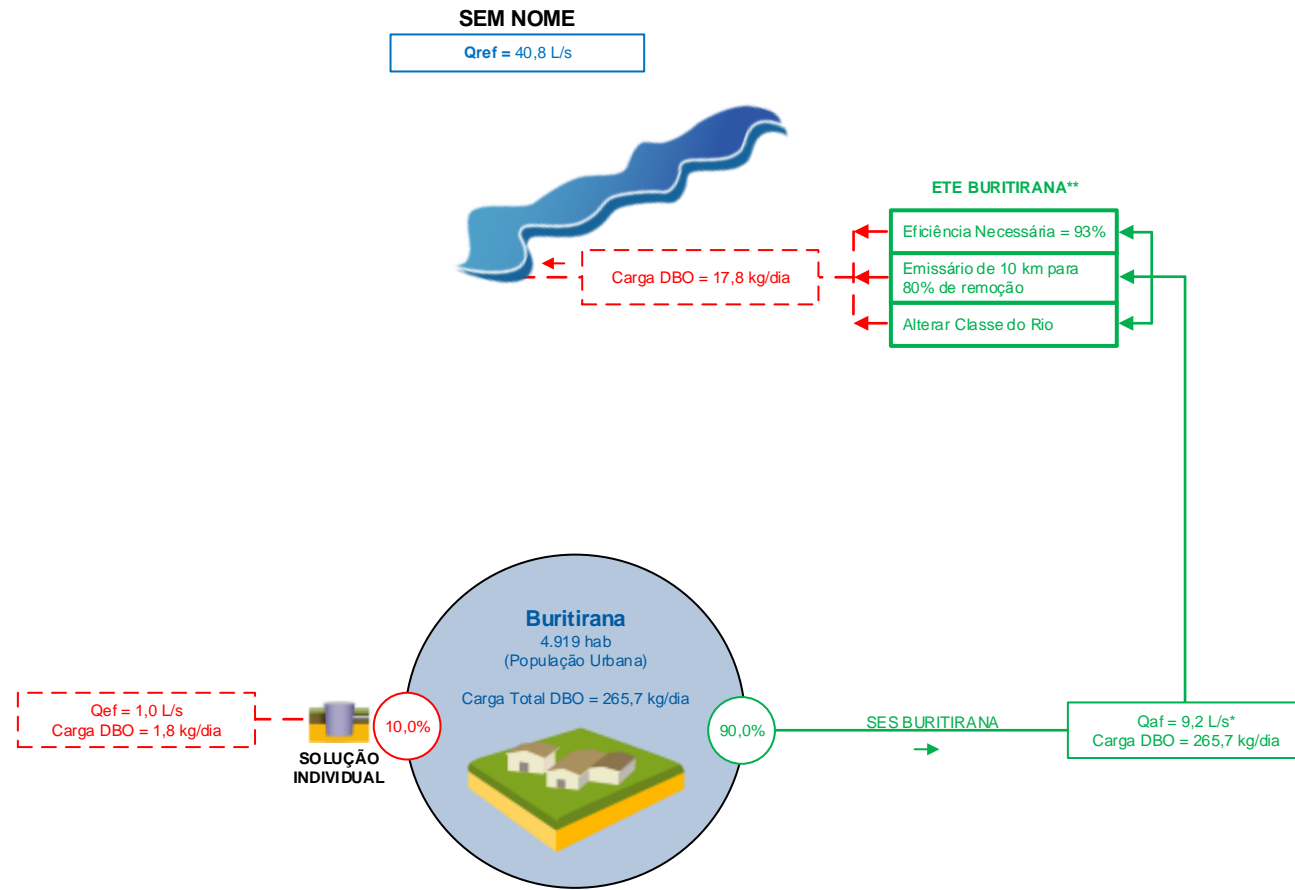 SEM NOME
Qref = 40,8 L/s
ETE BURITIRANA**
Eficiência Necessária = 93%
Emissário de 10 km para
80% de remoção
Alterar Classe do Rio
Carga DBO = 17,8 kg/dia
Buritirana
4.919 hab
(População Urbana)
Carga Total DBO = 265,7 kg/dia
Qef = 1,0 L/s
Carga DBO = 1,8 kg/dia
SOLUÇÃO
INDIVIDUAL
10,0%
90,0%
SES BURITIRANA
Qaf = 9,2 L/s*
Carga DBO = 265,7 kg/dia